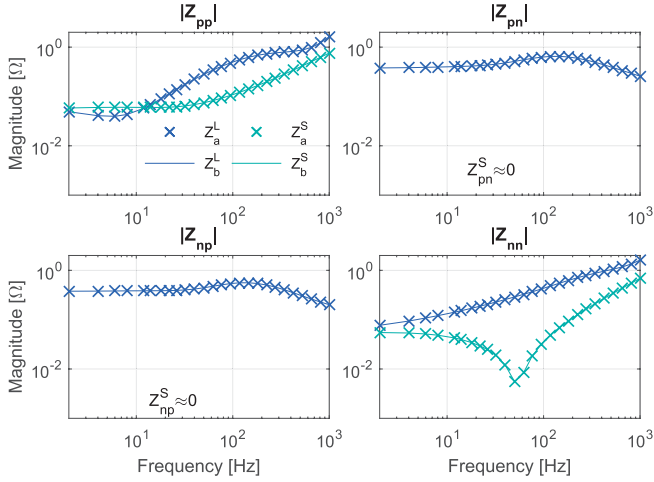 |Z_pp|
|Z_pn|
Magnitude [Ω]
10^0
10^-2
10^1
10^2
10^3
Z_a^L
Z_a^S
Z_b^L
Z_b^S
10^0
10^-2
10^1
10^2
10^3
Z_pn^S≈0
|Z_np|
|Z_nn|
Magnitude [Ω]
10^0
10^-2
10^1
10^2
10^3
Z_np^S≈0
Frequency [Hz]
10^0
10^-2
10^1
10^2
10^3
Frequency [Hz]